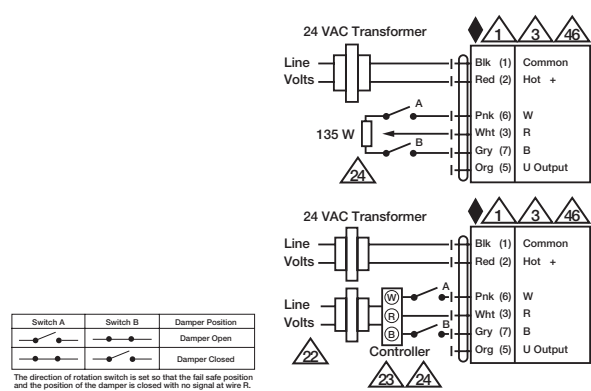 24 VAC Transformer
1 3 46
Line
Volts
Blk (1) Common
Red (2) Hot +
A
Pnk (6) W
135 W
Wht (3) R
B
Gry (7) B
Org (5) U Output
24
24 VAC Transformer
1 3 46
Line
Volts
Blk (1) Common
Red (2) Hot +
A
W
Pnk (6) W
Line
Volts
R
Wht (3) R
B
B
Gry (7) B
22
Controller
Org (5) U Output
23 24
Switch A Switch B Damper Position
Damper Open
Damper Closed
The direction of rotation switch is set so that the fail safe position
and the position of the damper is closed with no signal at wire R.